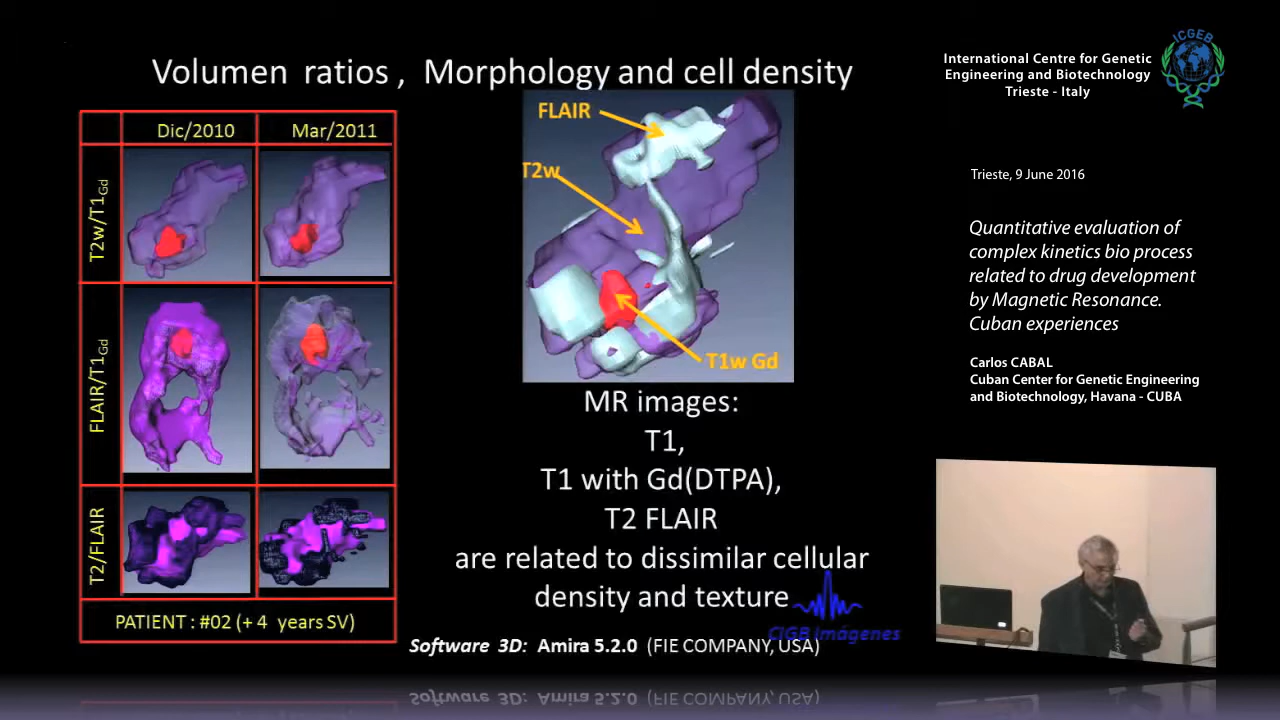 Volumen ratios , Morphology and cell density
Dic/2010
Mar/2011
T2w/T1Gd
FLAIR/T1Gd
T2/FLAIR
PATIENT : #02 (+ 4 years SV)
FLAIR
T2w
T1w Gd
MR images:
T1,
T1 with Gd(DTPA),
T2 FLAIR
are related to dissimilar cellular
density and texture
CIGB Imágenes
Software 3D: Amira 5.2.0 (FIE COMPANY, USA)
International Centre for Genetic
Engineering and Biotechnology
Trieste - Italy
ICGEB
Trieste, 9 June 2016
Quantitative evaluation of
complex kinetics bio process
related to drug development
by Magnetic Resonance.
Cuban experiences
Carlos CABAL
Cuban Center for Genetic Engineering
and Biotechnology, Havana - CUBA